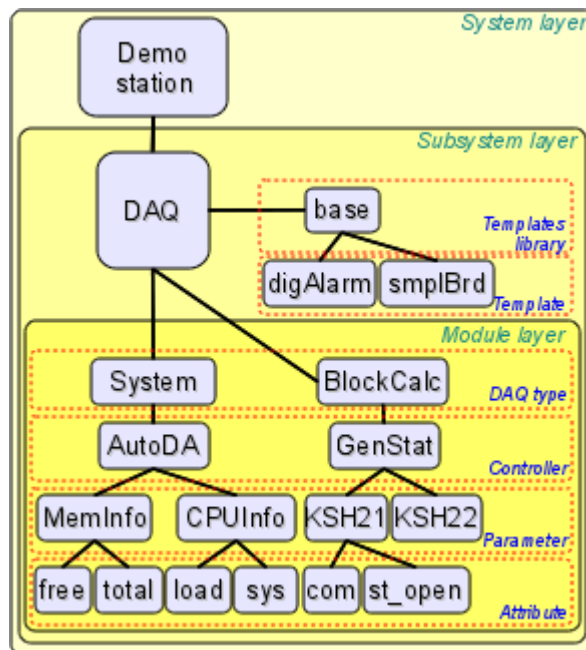 System layer
Demo
station
Subsystem layer
DAQ
base
Templates
library
digAlarm smplBrd
Template
Module layer
System BlockCalc
DAQ type
AutoDA GenStat
Controller
MemInfo CPUInfo KSH21 KSH22
Parameter
free total load sys com st_open
Attribute